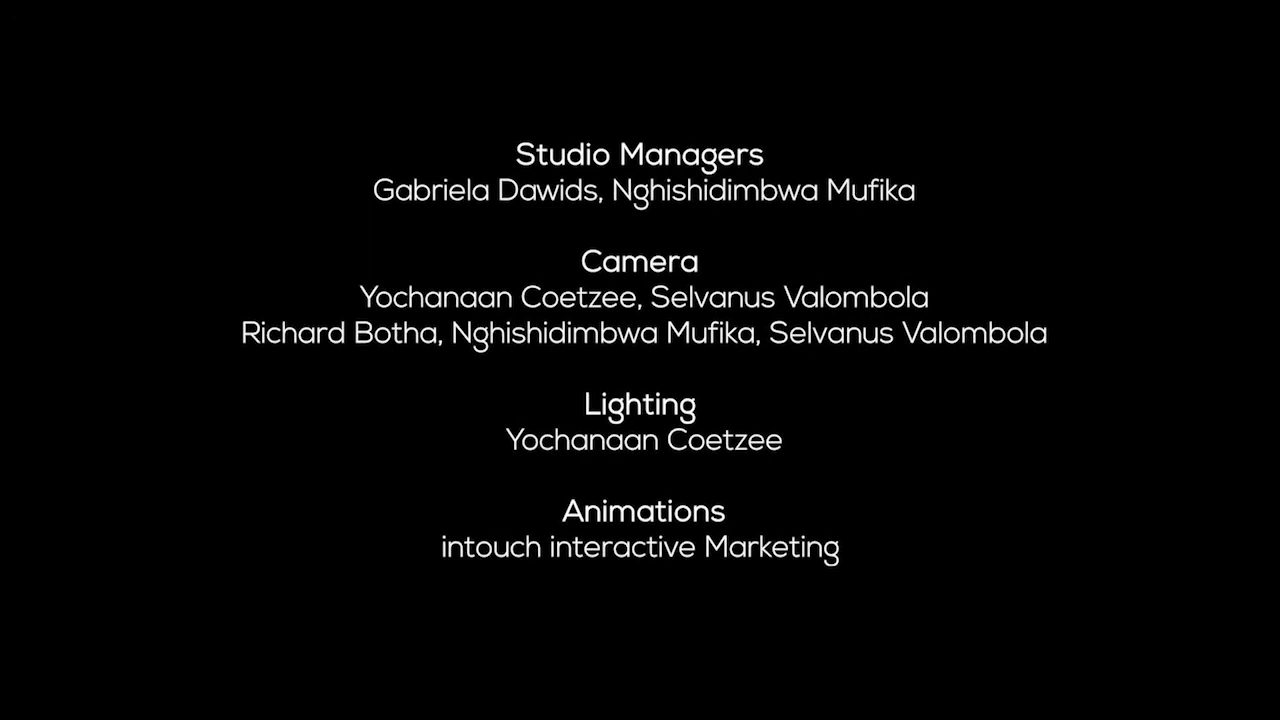 Studio Managers
Gabriela Dawids, Nghishidimbwa Mufika
Camera
Yochanaan Coetzee, Selvanus Valombola
Richard Botha, Nghishidimbwa Mufika, Selvanus Valombola
Lighting
Yochanaan Coetzee
Animations
intouch interactive Marketing